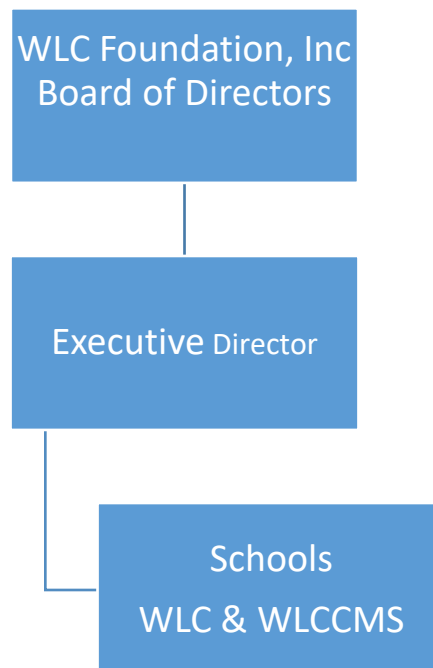 WLC Foundation, Inc
Board of Directors
Executive Director
Schools
WLC & WLCCMS